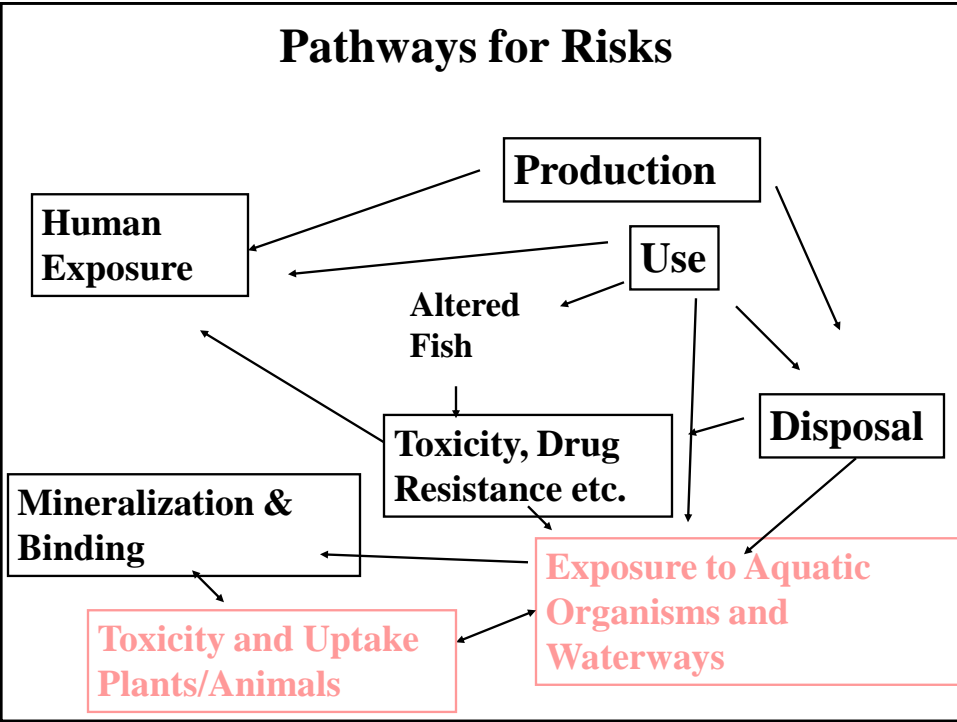 Pathways for Risks
Production
Human
Exposure
Use
Altered
Fish
Disposal
Toxicity, Drug
Resistance etc.
Mineralization &
Binding
Exposure to Aquatic
Organisms and
Waterways
Toxicity and Uptake
Plants/Animals